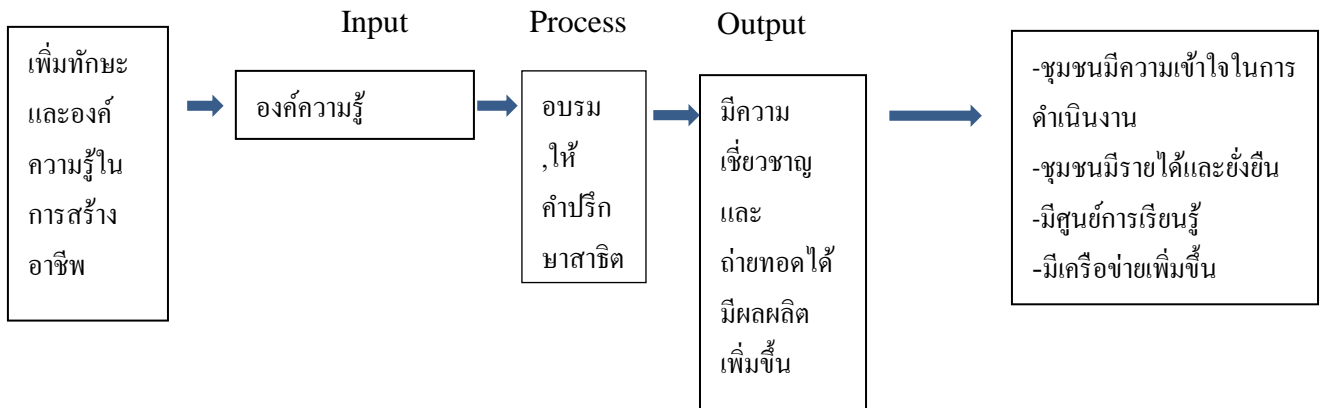 Input
Process
Output
เพิ่มทักษะ
และองค์
ความรู้ใน
การสร้าง
อาชีพ
องค์ความรู้
อบรม
,ให้
คำปรึก
ษาสาธิต
มีความ
เชี่ยวชาญ
และ
ถ่ายทอดได้
มีผลผลิต
เพิ่มขึ้น
-ชุมชนมีความเข้าใจในการ
ดำเนินงาน
-ชุมชนมีรายได้และยั่งยืน
-มีศูนย์การเรียนรู้
-มีเครือข่ายเพิ่มขึ้น